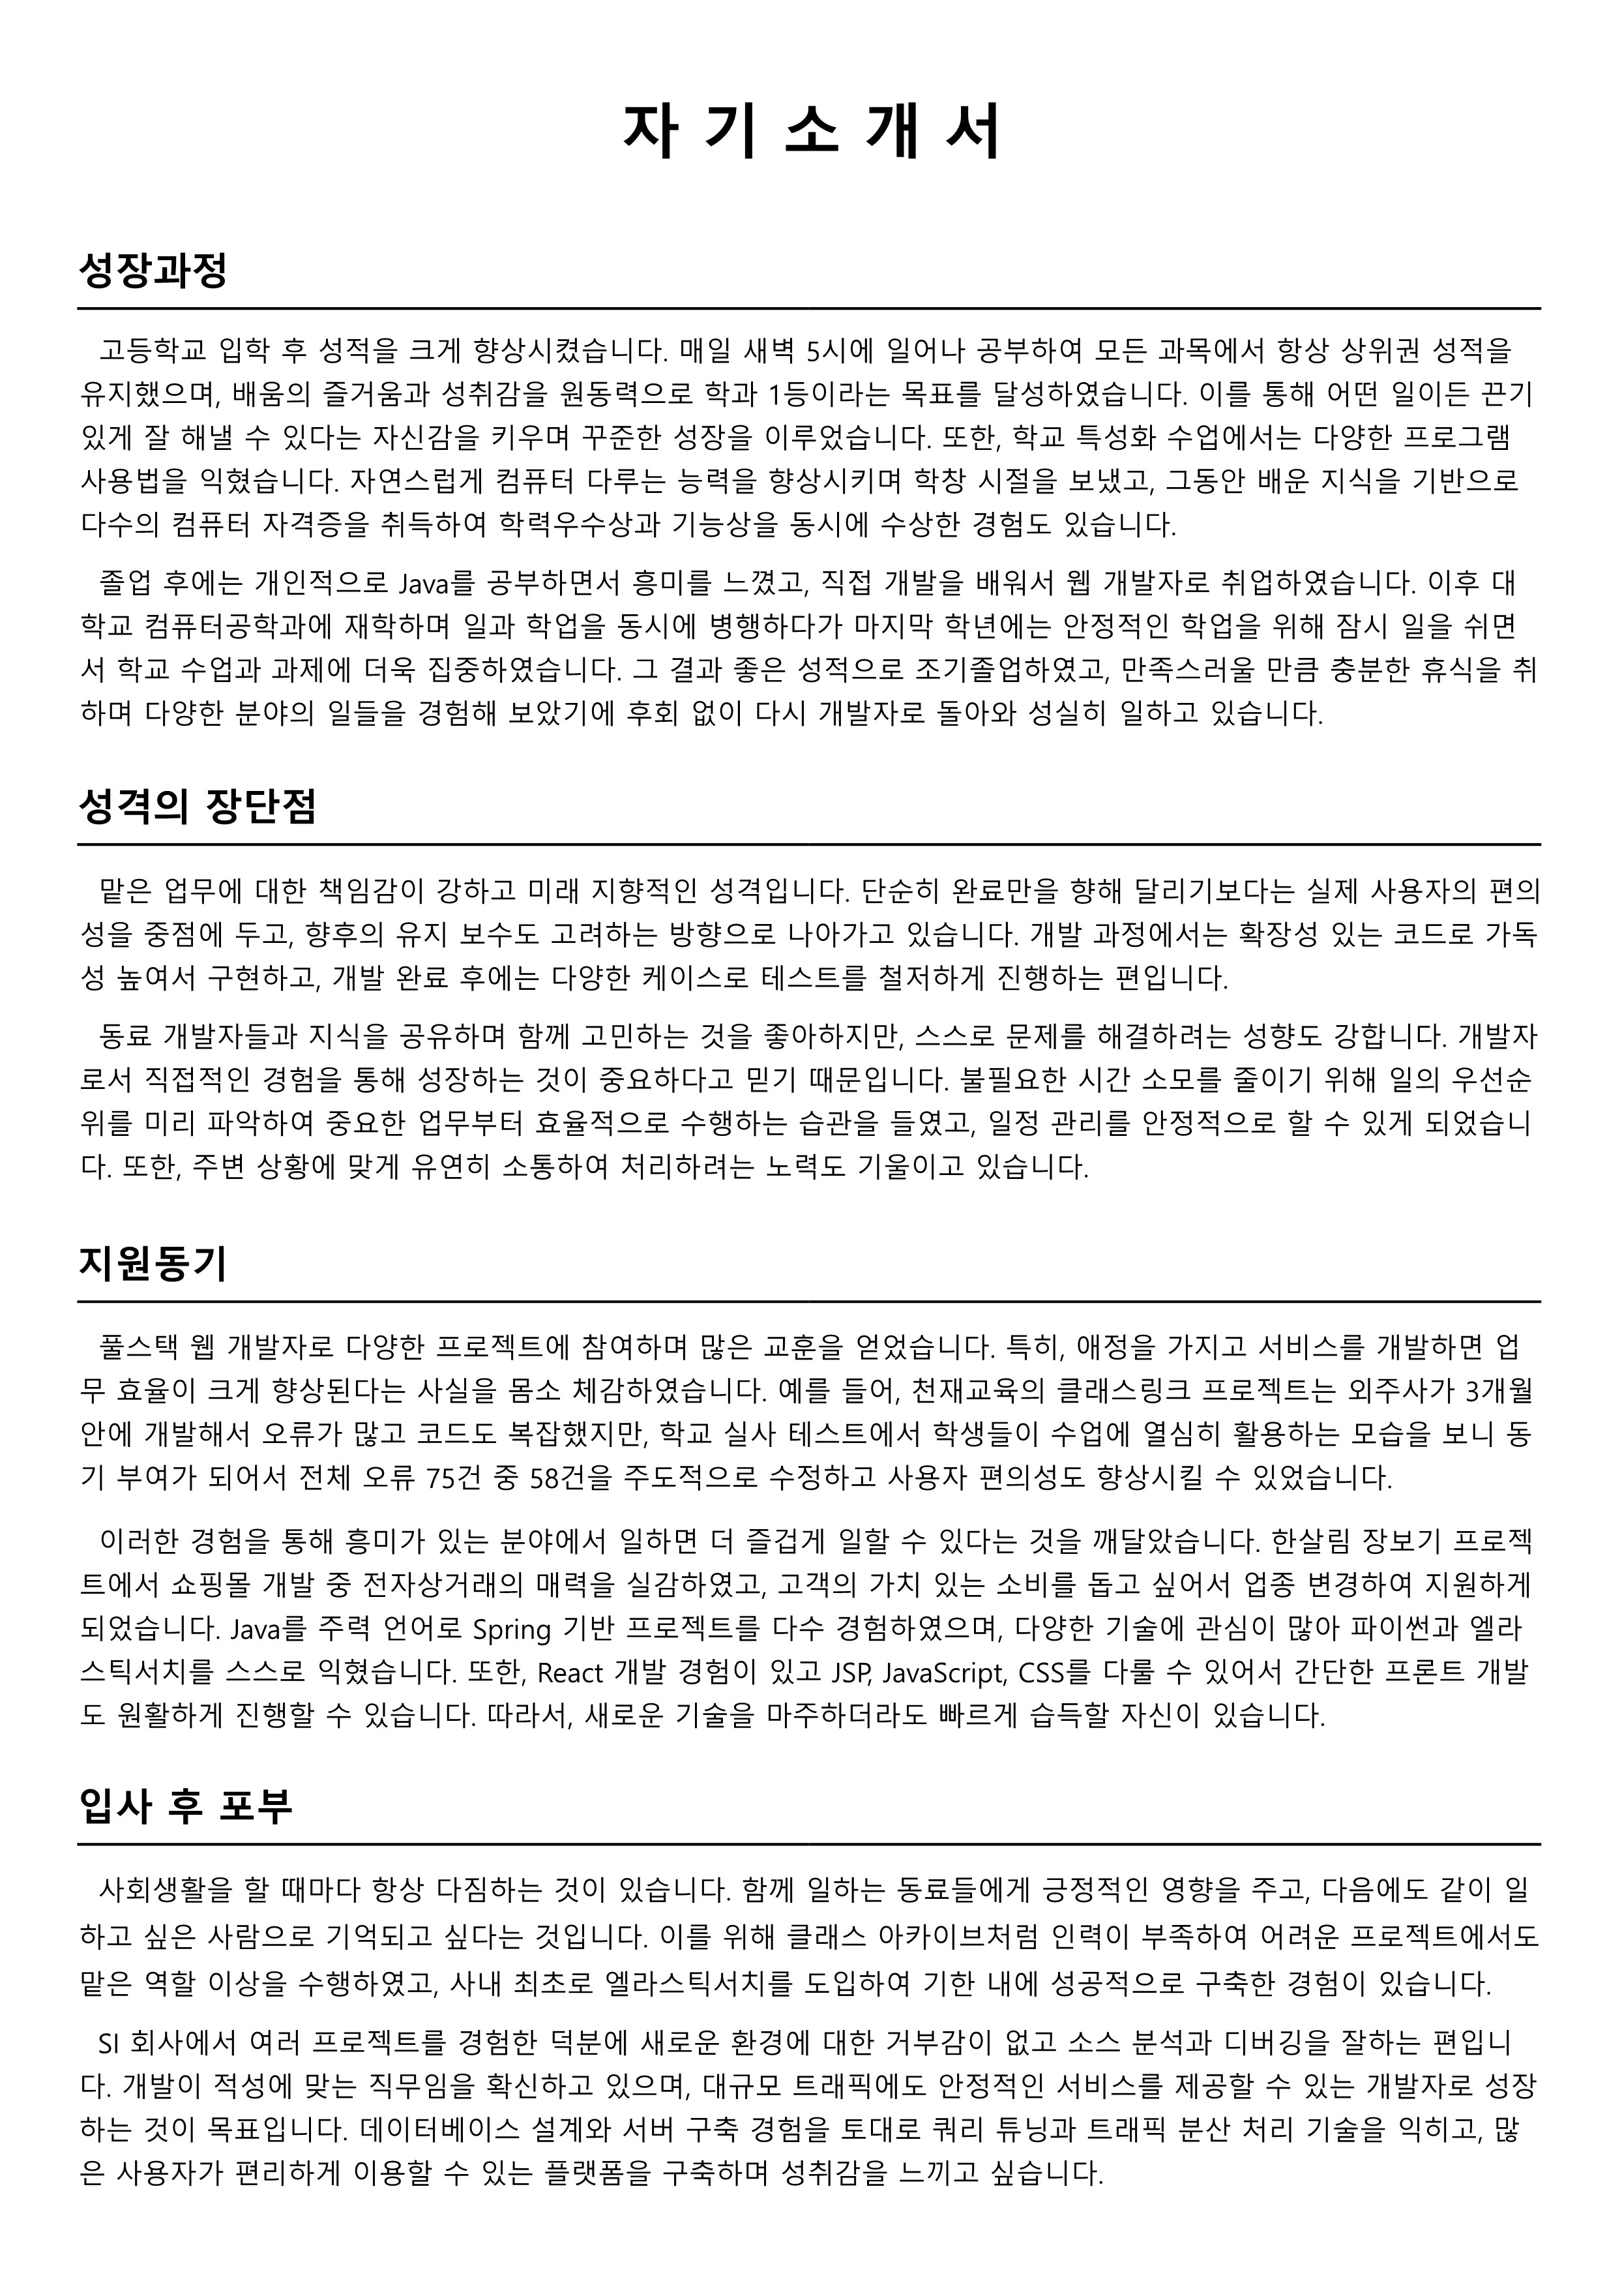 자 기 소 개 서
성장과정
고등학교 입학 후 성적을 크게 향상시켰습니다. 매일 새벽 5시에 일어나 공부하여 모든 과목에서 항상 상위권 성적을
유지했으며, 배움의 즐거움과 성취감을 원동력으로 학과 1등이라는 목표를 달성하였습니다. 이를 통해 어떤 일이든 끈기
있게 잘 해낼 수 있다는 자신감을 키우며 꾸준한 성장을 이루었습니다. 또한, 학교 특성화 수업에서는 다양한 프로그램
사용법을 익혔습니다. 자연스럽게 컴퓨터 다루는 능력을 향상시키며 학창 시절을 보냈고, 그동안 배운 지식을 기반으로
다수의 컴퓨터 자격증을 취득하여 학력우수상과 기능상을 동시에 수상한 경험도 있습니다.
졸업 후에는 개인적으로 Java를 공부하면서 흥미를 느꼈고, 직접 개발을 배워서 웹 개발자로 취업하였습니다. 이후 대
학교 컴퓨터공학과에 재학하며 일과 학업을 동시에 병행하다가 마지막 학년에는 안정적인 학업을 위해 잠시 일을 쉬면
서 학교 수업과 과제에 더욱 집중하였습니다. 그 결과 좋은 성적으로 조기졸업하였고, 만족스러울 만큼 충분한 휴식을 취
하며 다양한 분야의 일들을 경험해 보았기에 후회 없이 다시 개발자로 돌아와 성실히 일하고 있습니다.
성격의 장단점
맡은 업무에 대한 책임감이 강하고 미래 지향적인 성격입니다. 단순히 완료만을 향해 달리기보다는 실제 사용자의 편의
성을 중점에 두고, 향후의 유지 보수도 고려하는 방향으로 나아가고 있습니다. 개발 과정에서는 확장성 있는 코드로 가독
성 높여서 구현하고, 개발 완료 후에는 다양한 케이스로 테스트를 철저하게 진행하는 편입니다.
동료 개발자들과 지식을 공유하며 함께 고민하는 것을 좋아하지만, 스스로 문제를 해결하려는 성향도 강합니다. 개발자
로서 직접적인 경험을 통해 성장하는 것이 중요하다고 믿기 때문입니다. 불필요한 시간 소모를 줄이기 위해 일의 우선순
위를 미리 파악하여 중요한 업무부터 효율적으로 수행하는 습관을 들였고, 일정 관리를 안정적으로 할 수 있게 되었습니
다. 또한, 주변 상황에 맞게 유연히 소통하여 처리하려는 노력도 기울이고 있습니다.
지원동기
풀스택 웹 개발자로 다양한 프로젝트에 참여하며 많은 교훈을 얻었습니다. 특히, 애정을 가지고 서비스를 개발하면 업
무 효율이 크게 향상된다는 사실을 몸소 체감하였습니다. 예를 들어, 천재교육의 클래스링크 프로젝트는 외주사가 3개월
안에 개발해서 오류가 많고 코드도 복잡했지만, 학교 실사 테스트에서 학생들이 수업에 열심히 활용하는 모습을 보니 동
기 부여가 되어서 전체 오류 75건 중 58건을 주도적으로 수정하고 사용자 편의성도 향상시킬 수 있었습니다.
이러한 경험을 통해 흥미가 있는 분야에서 일하면 더 즐겁게 일할 수 있다는 것을 깨달았습니다. 한살림 장보기 프로젝
트에서 쇼핑몰 개발 중 전자상거래의 매력을 실감하였고, 고객의 가치 있는 소비를 돕고 싶어서 업종 변경하여 지원하게
되었습니다. Java를 주력 언어로 Spring 기반 프로젝트를 다수 경험하였으며, 다양한 기술에 관심이 많아 파이썬과 엘라
스틱서치를 스스로 익혔습니다. 또한, React 개발 경험이 있고 JSP, JavaScript, CSS를 다룰 수 있어서 간단한 프론트 개발
도 원활하게 진행할 수 있습니다. 따라서, 새로운 기술을 마주하더라도 빠르게 습득할 자신이 있습니다.
입사 후 포부
사회생활을 할 때마다 항상 다짐하는 것이 있습니다. 함께 일하는 동료들에게 긍정적인 영향을 주고, 다음에도 같이 일
하고 싶은 사람으로 기억되고 싶다는 것입니다. 이를 위해 클래스 아카이브처럼 인력이 부족하여 어려운 프로젝트에서도
맡은 역할 이상을 수행하였고, 사내 최초로 엘라스틱서치를 도입하여 기한 내에 성공적으로 구축한 경험이 있습니다.
SI 회사에서 여러 프로젝트를 경험한 덕분에 새로운 환경에 대한 거부감이 없고 소스 분석과 디버깅을 잘하는 편입니
다. 개발이 적성에 맞는 직무임을 확신하고 있으며, 대규모 트래픽에도 안정적인 서비스를 제공할 수 있는 개발자로 성장
하는 것이 목표입니다. 데이터베이스 설계와 서버 구축 경험을 토대로 쿼리 튜닝과 트래픽 분산 처리 기술을 익히고, 많
은 사용자가 편리하게 이용할 수 있는 플랫폼을 구축하며 성취감을 느끼고 싶습니다.